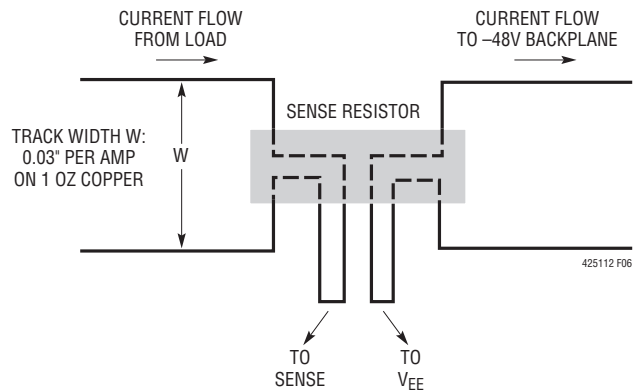 CURRENT FLOW
FROM LOAD
CURRENT FLOW
TO –48V BACKPLANE
SENSE RESISTOR
TRACK WIDTH W:
0.03" PER AMP
ON 1 OZ COPPER
W
425112 F06
TO
SENSE
TO
VEE